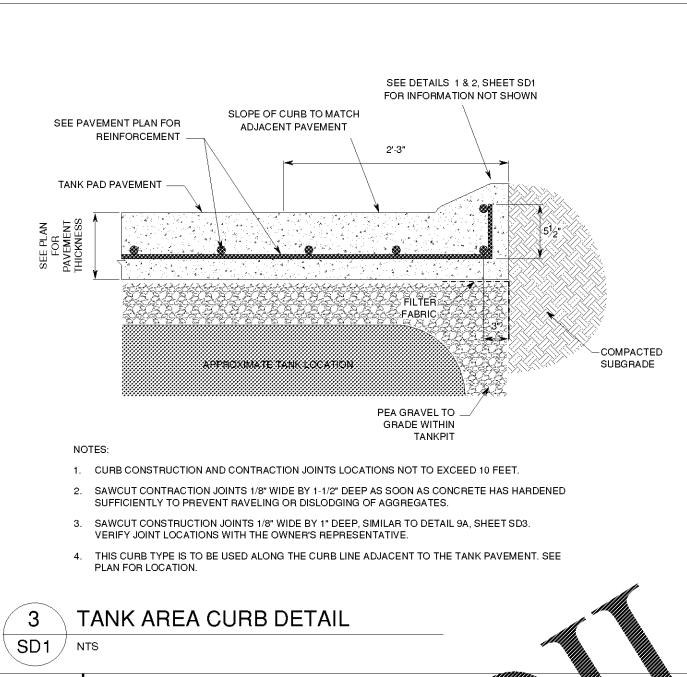 SEE DETAILS 1 & 2, SHEET SD1
FOR INFORMATION NOT SHOWN
SLOPE OF CURB TO MATCH
ADJACENT PAVEMENT
SEE PAVEMENT PLAN FOR
REINFORCEMENT
2'-3"
TANK PAD PAVEMENT
SEE PLAN
FOR
PAVEMENT
THICKNESS
5½"
FILTER
FABRIC
3"
COMPACTED
SUBGRADE
APPROXIMATE TANK LOCATION
PEA GRAVEL TO
GRADE WITHIN
TANKPIT
NOTES:
1. CURB CONSTRUCTION AND CONTRACTION JOINTS LOCATIONS NOT TO EXCEED 10 FEET.
2. SAWCUT CONTRACTION JOINTS 1/8" WIDE BY 1-1/2" DEEP AS SOON AS CONCRETE HAS HARDENED
SUFFICIENTLY TO PREVENT RAVELING OR DISLODGING OF AGGREGATES.
3. SAWCUT CONSTRUCTION JOINTS 1/8" WIDE BY 1" DEEP, SIMILAR TO DETAIL 9A, SHEET SD3.
VERIFY JOINT LOCATIONS WITH THE OWNER'S REPRESENTATIVE.
4. THIS CURB TYPE IS TO BE USED ALONG THE CURB LINE ADJACENT TO THE TANK PAVEMENT. SEE
PLAN FOR LOCATION.
3
SD1
TANK AREA CURB DETAIL
NTS